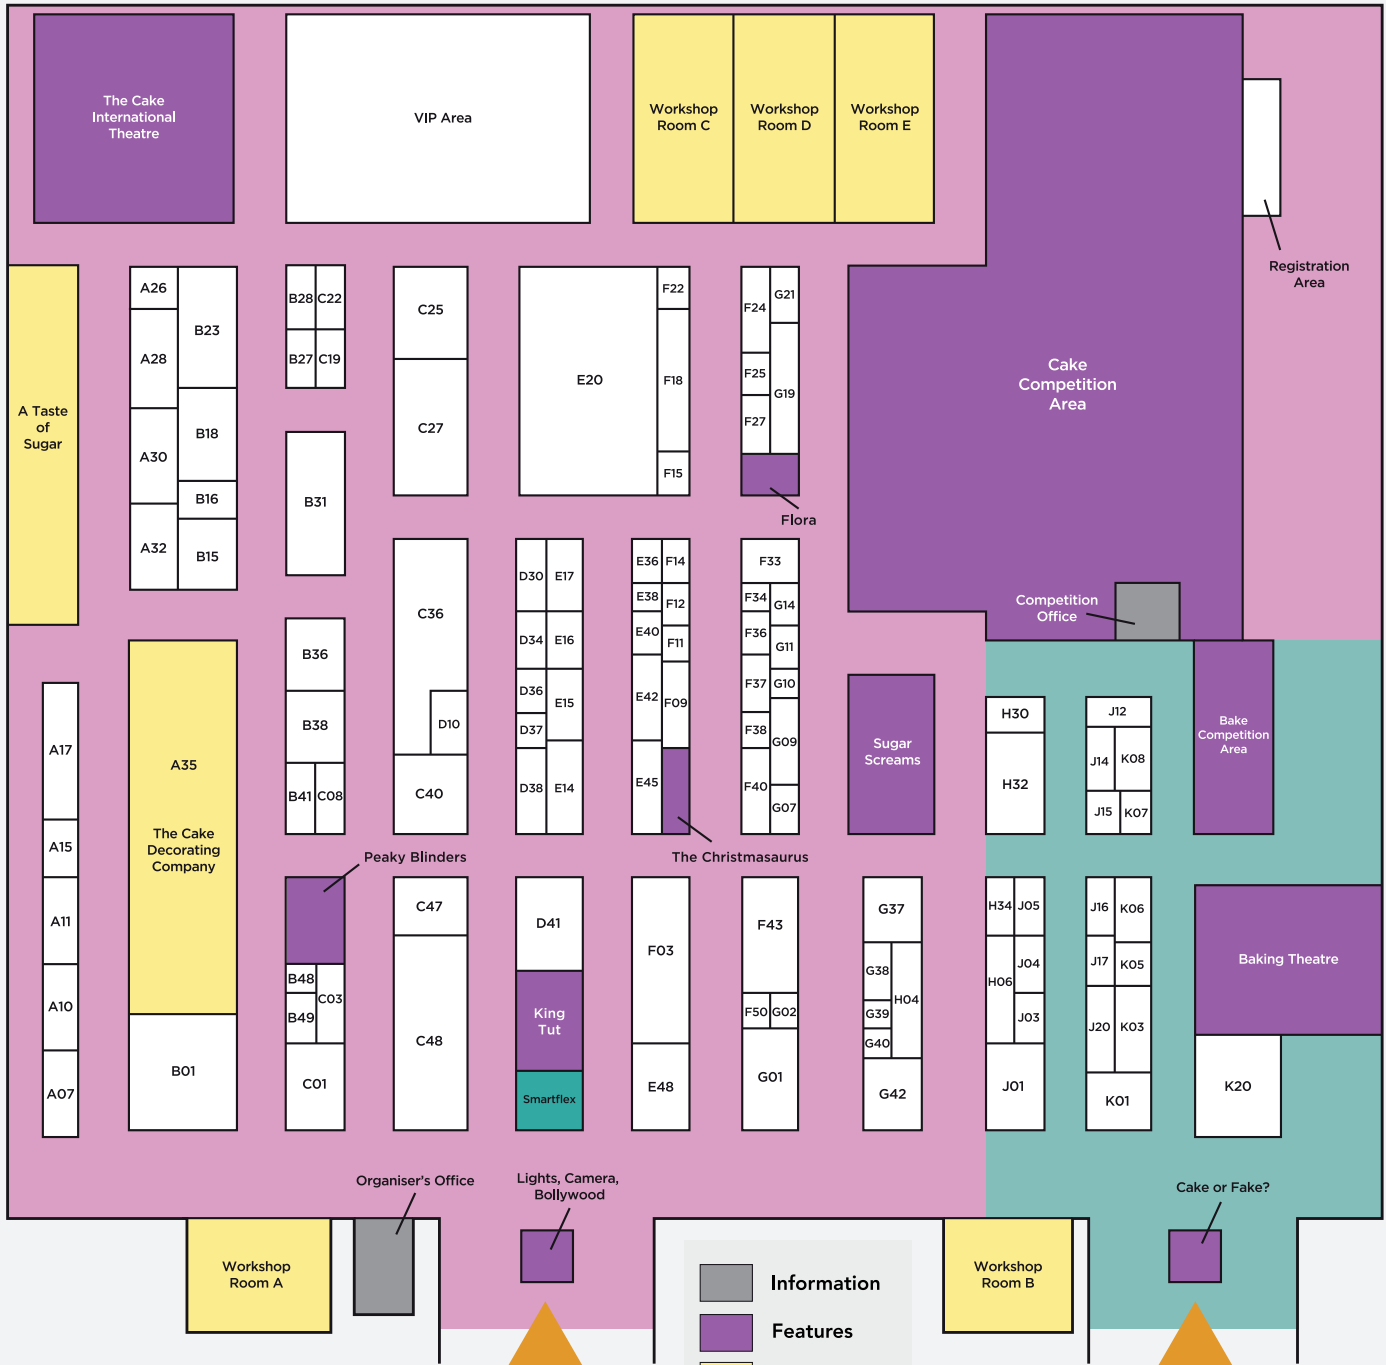 The Cake
International
Theatre
VIP Area
Workshop
Room C
Workshop
Room D
Workshop
Room E
Registration
Area
A Taste
of
Sugar
A26
A28
A30
A32
B23
B18
B16
B15
B28
C22
B27
C19
B31
C25
C27
E20
F22
F18
F15
F24
F25
F27
G21
G19
Flora
Cake
Competition
Area
Competition
Office
A17
A15
A11
A10
A07
A35
The Cake
Decorating
Company
B01
B36
B38
B41
C08
Peaky Blinders
B48
B49
C03
C01
C36
D10
C40
C47
C48
D30
D34
D36
D37
D38
E17
E16
E15
E14
D41
King
Tut
Smartflex
E36
E38
E40
E42
E45
F14
F12
F11
F09
The Christmasaurus
F03
E48
F33
F34
F36
F37
F38
F40
G14
G11
G10
G09
G07
F43
F50
G02
G01
Sugar
Screams
G37
G38
G39
G40
H04
G42
H30
H32
H34
J05
H06
J04
J03
J01
J12
J14
K08
J15
K07
J16
K06
J17
K05
J20
K03
K01
Bake
Competition
Area
Baking Theatre
K20
Organiser's Office
Lights, Camera,
Bollywood
Cake or Fake?
Workshop
Room A
Workshop
Room B
Information
Features